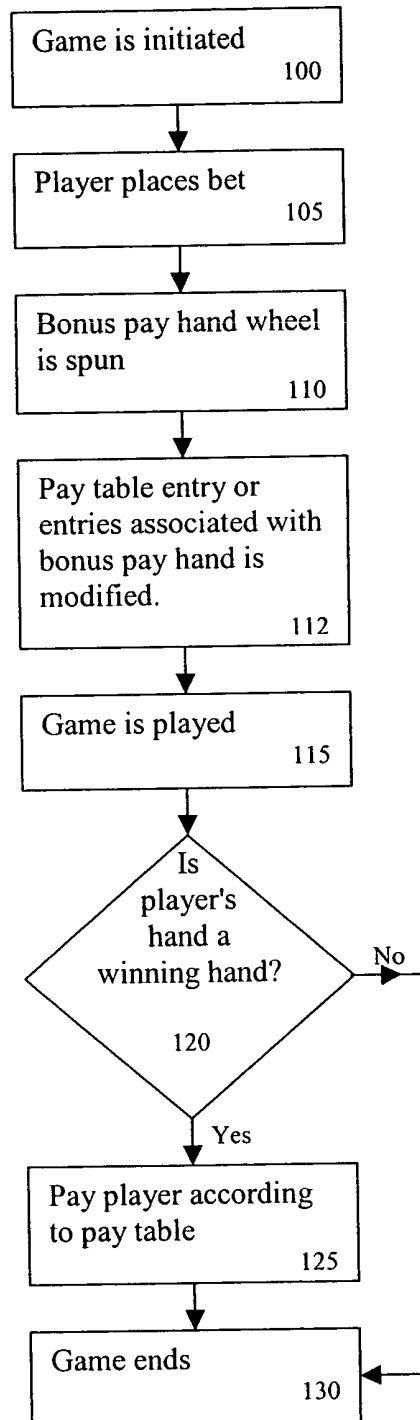 Game is initiated
100
Player places bet
105
Bonus pay hand wheel
is spun
110
Pay table entry or
entries associated with
bonus pay hand is
modified.
112
Game is played
115
Is
player's
hand a
winning hand?
120
No
Yes
Pay player according
to pay table
125
Game ends
130